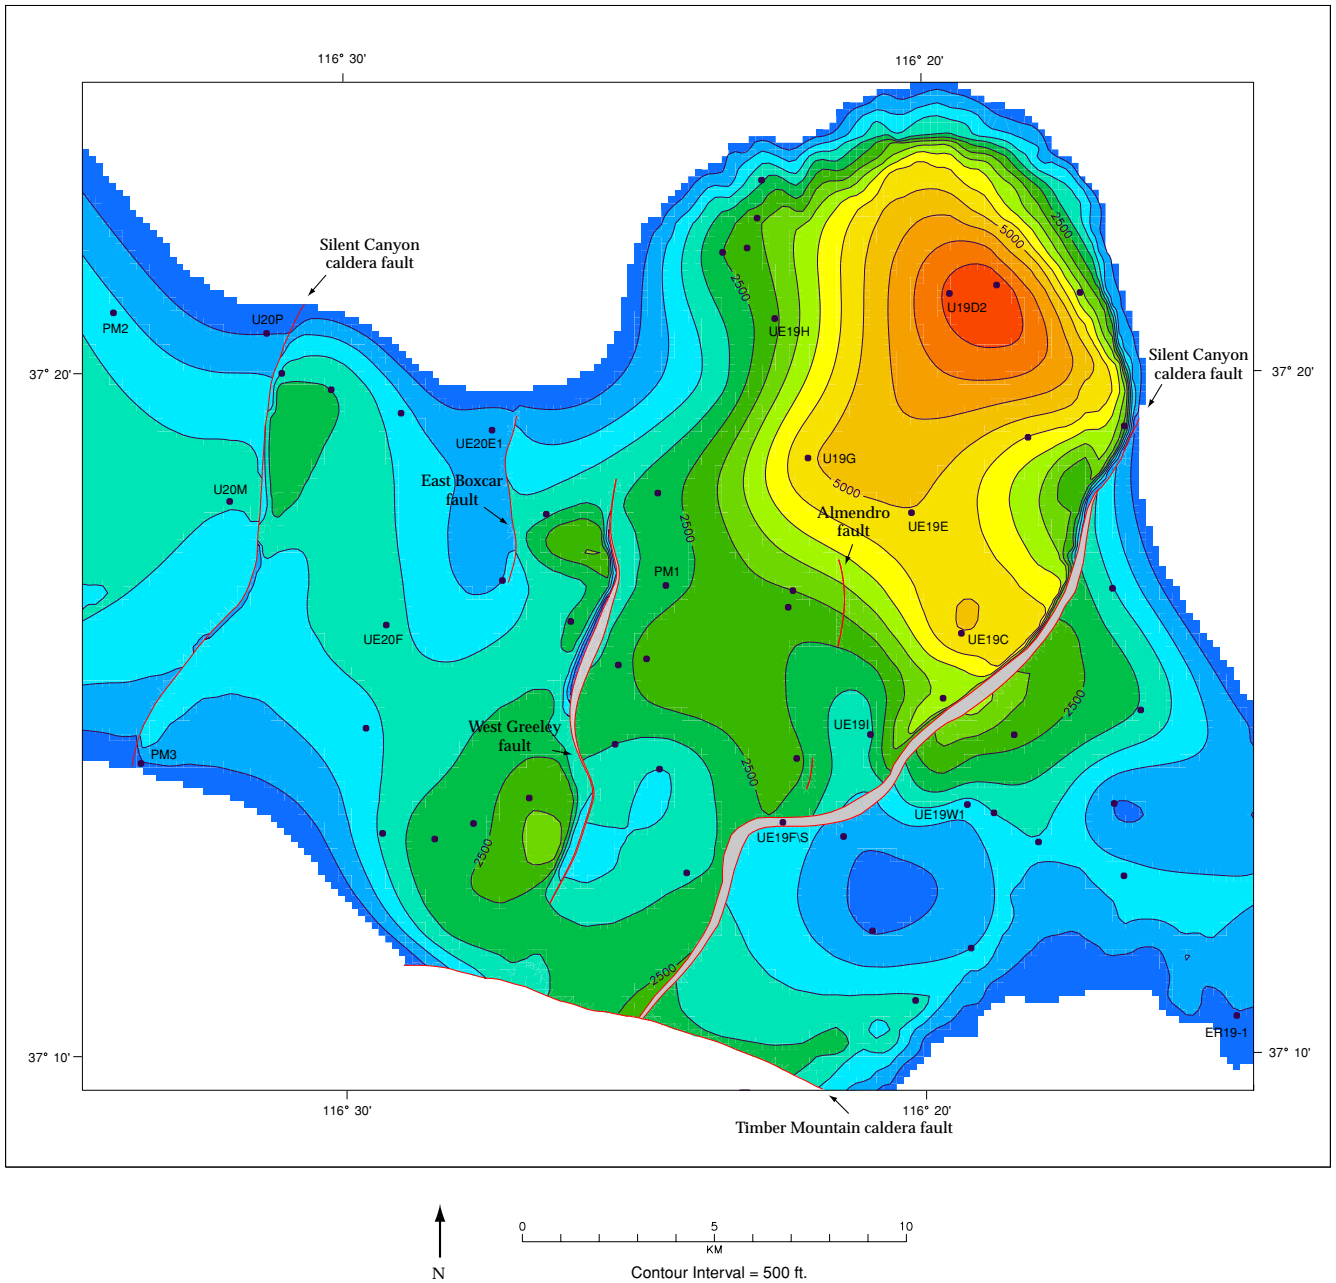 116° 30'
116° 20'
Silent Canyon
caldera fault
2500
5000
PM2
U20P
2500
U19D2
UE19H
Silent Canyon
caldera fault
37° 20'
37° 20'
UE20E1
U19G
East Boxcar
fault
U20M
5000
Almendro
fault
2500
UE19E
PM1
UE20F
UE19C
2500
West Greeley
fault
UE19I
PM3
2500
UE19W1
UE19F\S
2500
2500
ER19-1
37° 10'
37° 10'
116° 30'
116° 20'
Timber Mountain caldera fault
0 5 10
KM
N
Contour Interval = 500 ft.